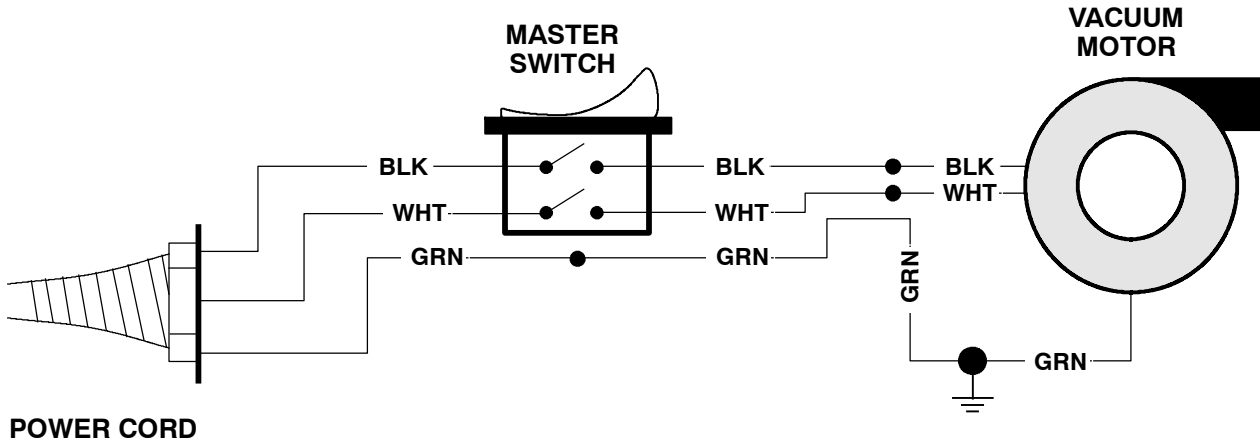 VACUUM
MOTOR
MASTER
SWITCH
BLK
BLK
BLK
WHT
WHT
WHT
GRN
GRN
GRN
GRN
POWER CORD